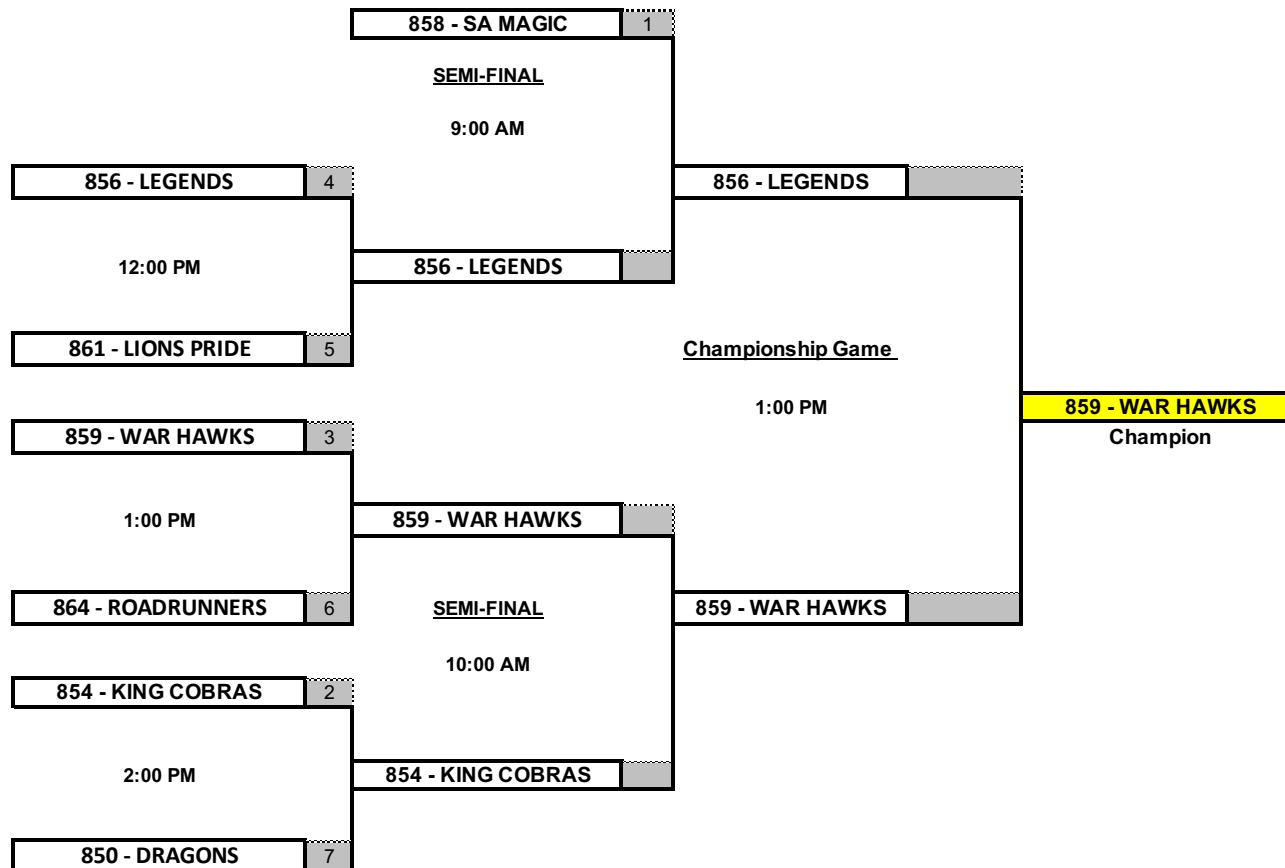 858 - SA MAGIC 1
SEMI-FINAL
9:00 AM
856 - LEGENDS 4
856 - LEGENDS
12:00 PM
856 - LEGENDS
861 - LIONS PRIDE 5
Championship Game
1:00 PM
859 - WAR HAWKS
Champion
859 - WAR HAWKS 3
1:00 PM
859 - WAR HAWKS
864 - ROADRUNNERS 6
SEMI-FINAL
859 - WAR HAWKS
10:00 AM
854 - KING COBRAS 2
2:00 PM
854 - KING COBRAS
850 - DRAGONS 7